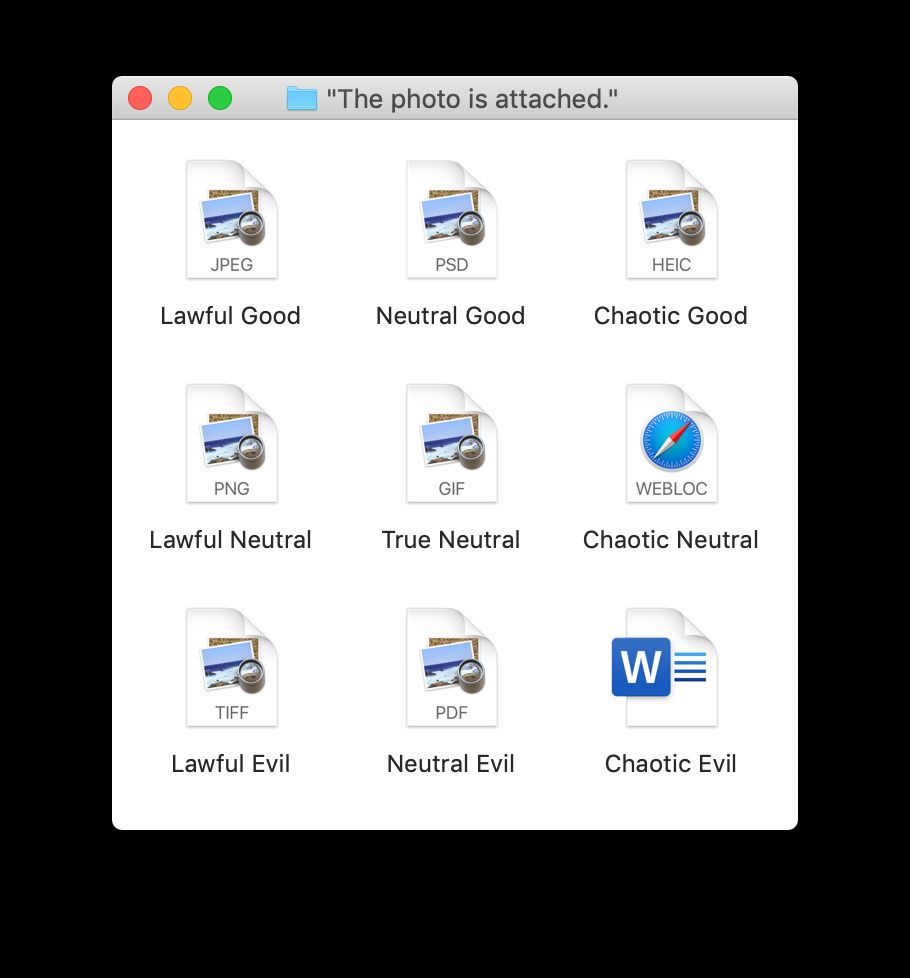 "The photo is attached."
JPEG PSD HEIC
Lawful Good Neutral Good Chaotic Good
PNG GIF WEBLOC
Lawful Neutral True Neutral Chaotic Neutral
TIFF PDF W
Lawful Evil Neutral Evil Chaotic Evil